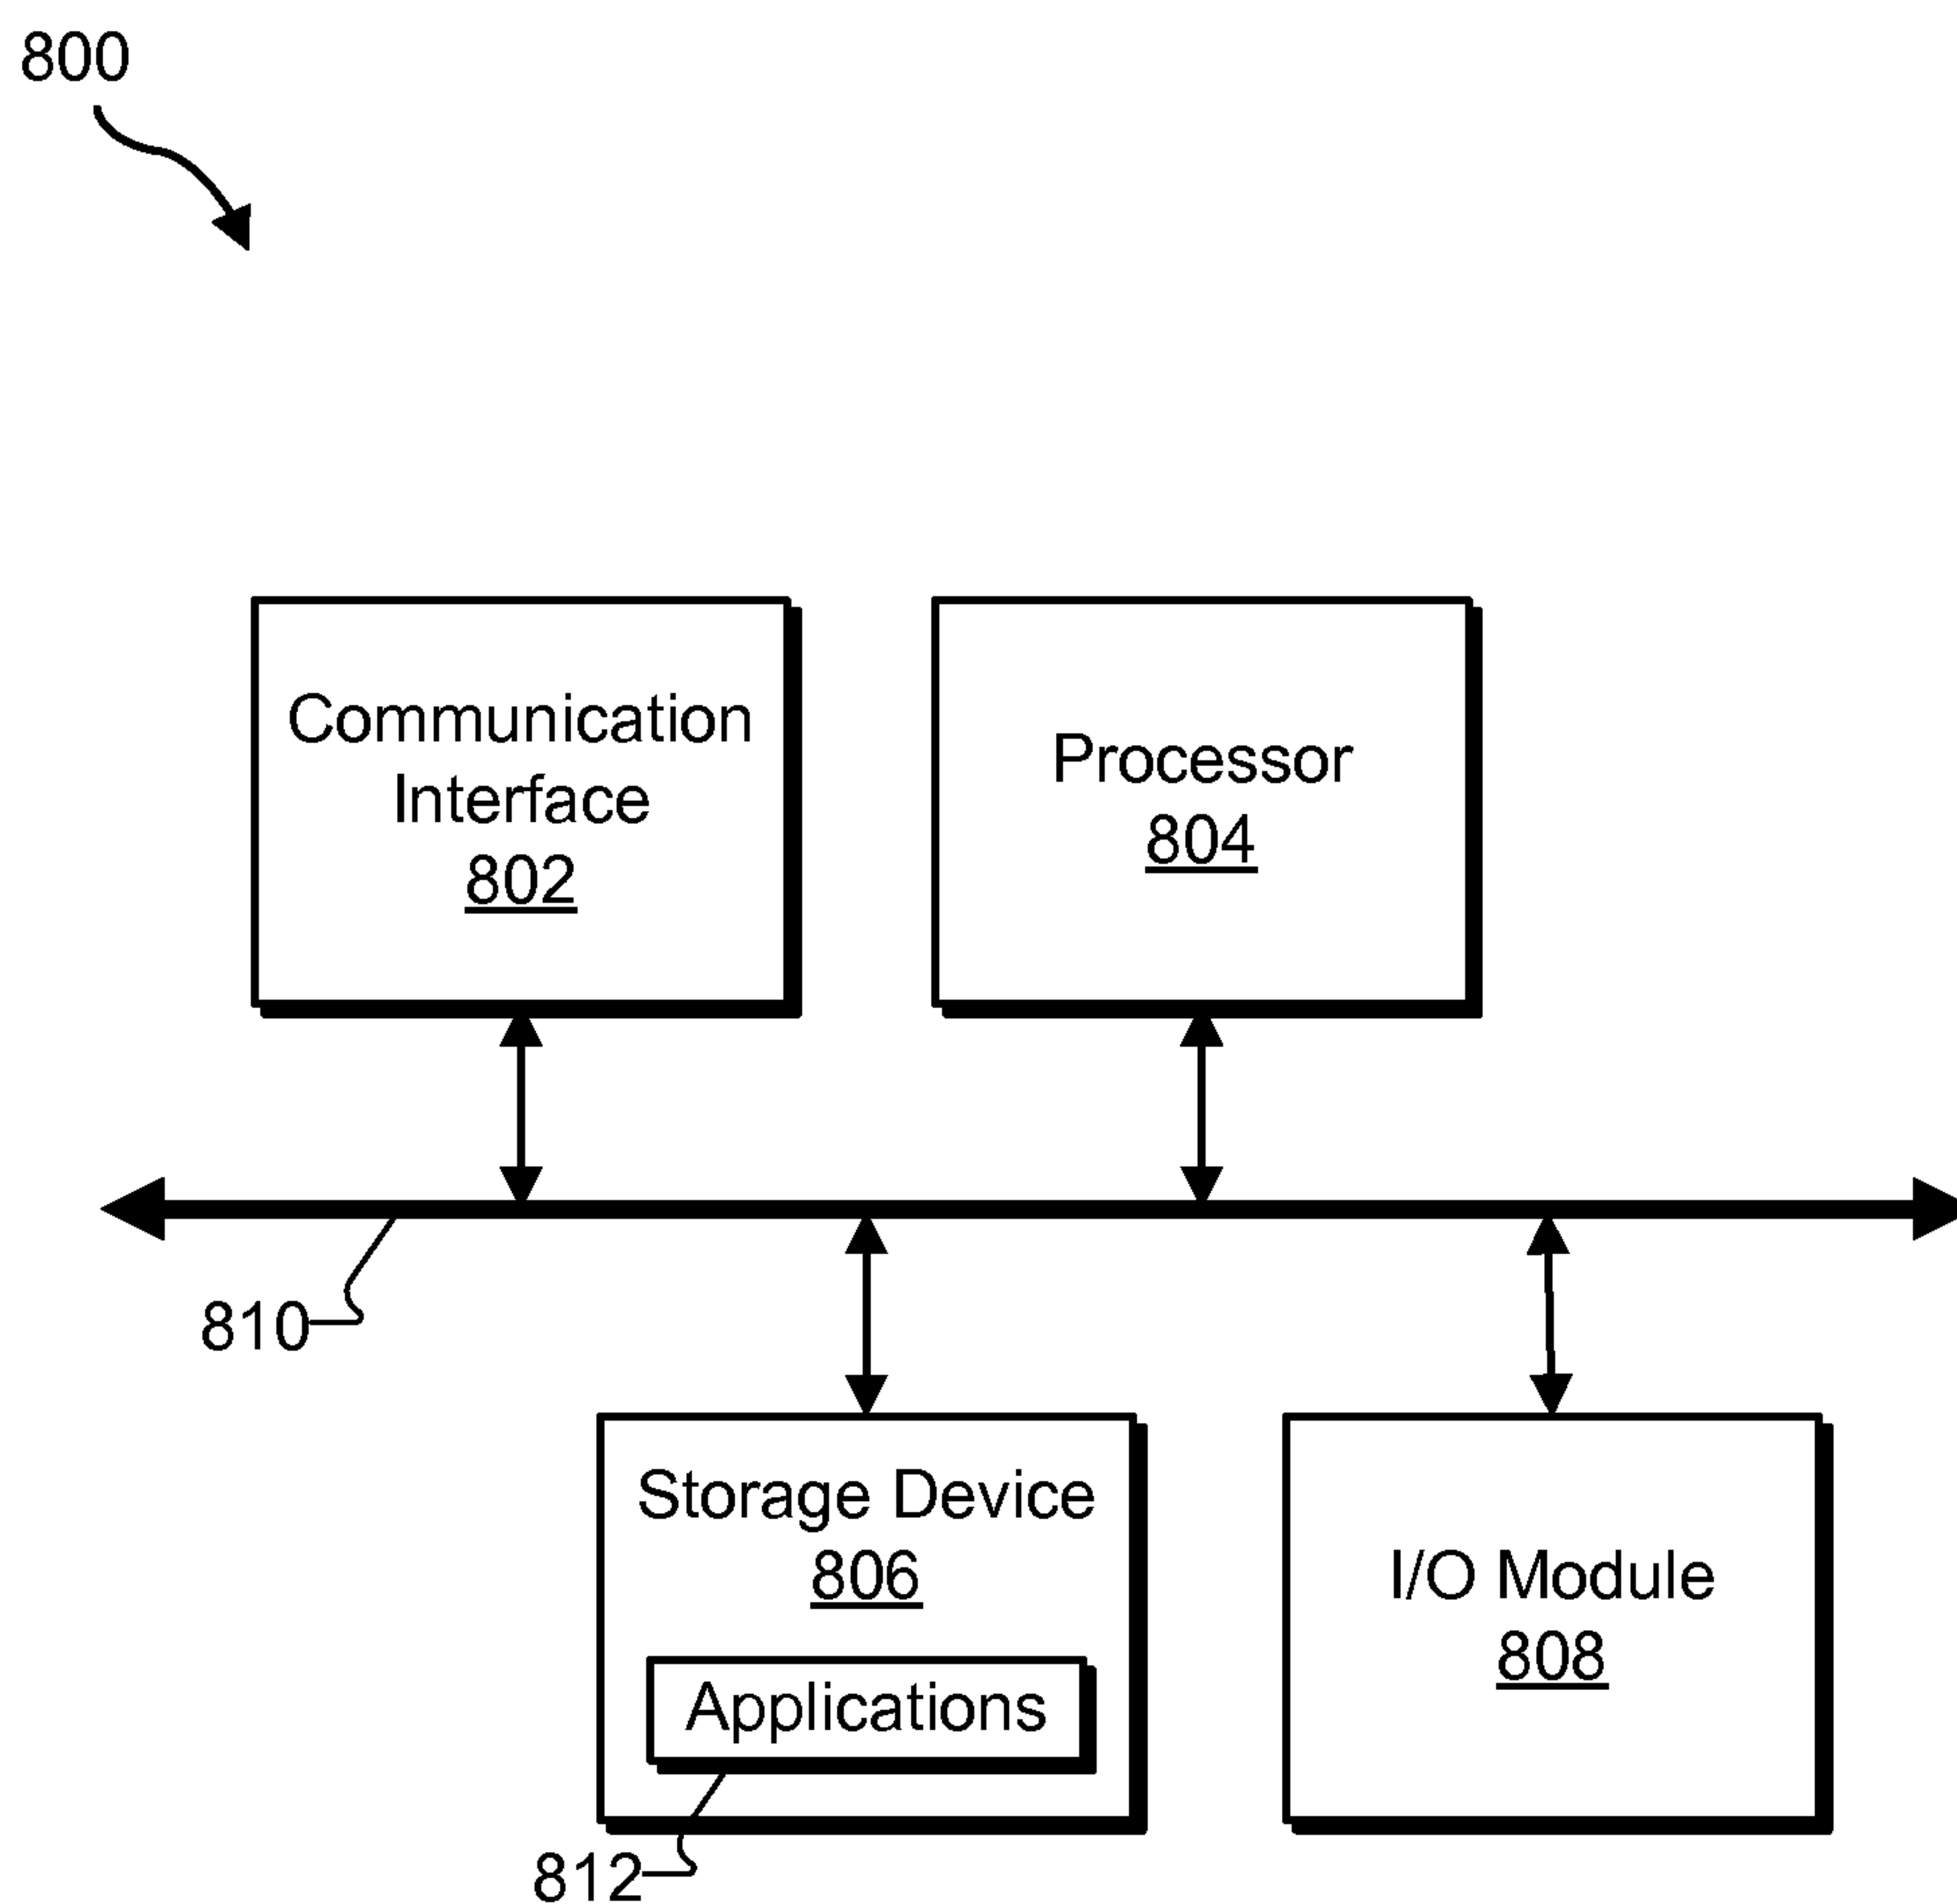 800
Communication
Interface
802
Processor
804
810
Storage Device
806
Applications
812
I/O Module
808